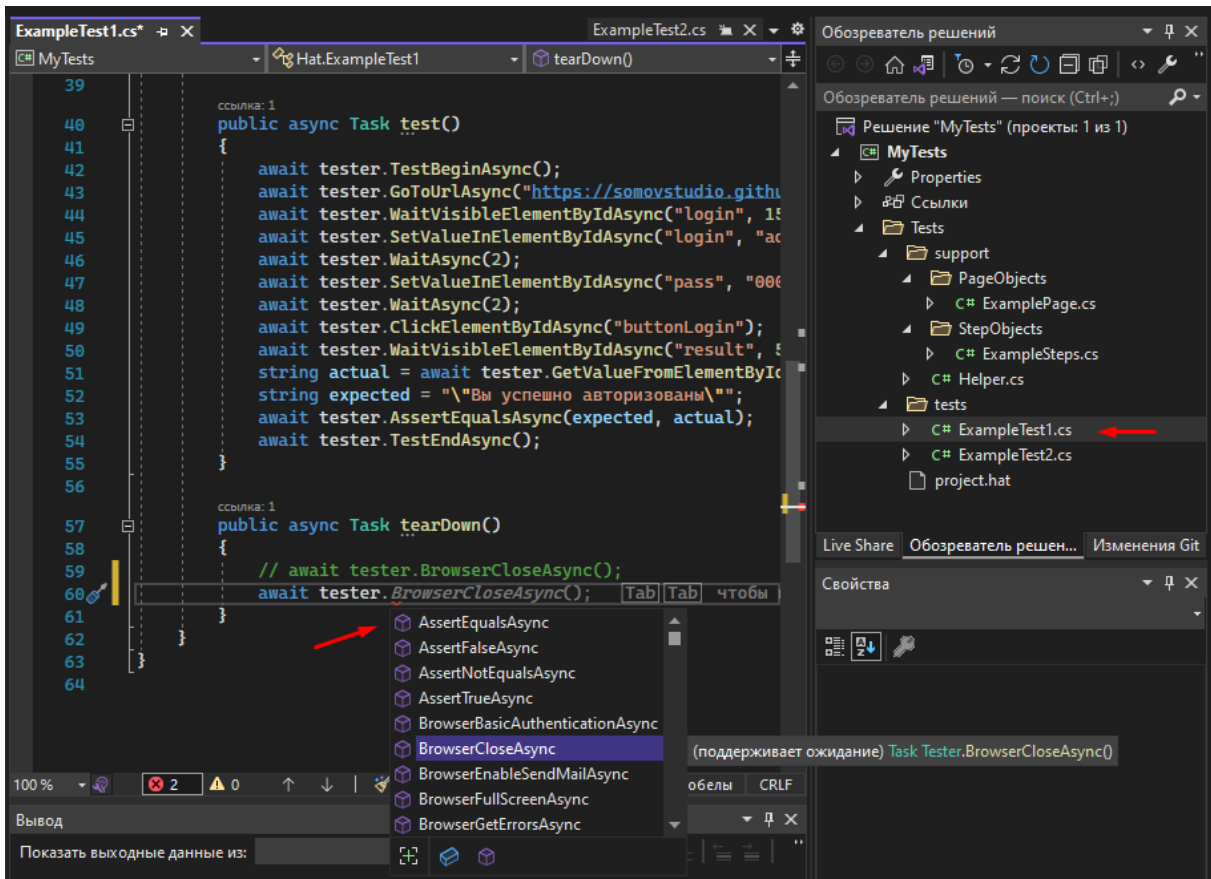 ExampleTest1.cs*
ExampleTest2.cs
C# MyTests
Hat.ExampleTest1
tearDown()
39
ссылка: 1
40 public async Task test()
41 {
42 await tester.TestBeginAsync();
43 await tester.GoToUrlAsync("https://somovstudio.githu
44 await tester.WaitVisibleElementByIdAsync("login", 15
45 await tester.SetValueInElementByIdAsync("login", "ad
46 await tester.WaitAsync(2);
47 await tester.SetValueInElementByIdAsync("pass", "000
48 await tester.WaitAsync(2);
49 await tester.ClickElementByIdAsync("buttonLogin");
50 await tester.WaitVisibleElementByIdAsync("result", 5
51 string actual = await tester.GetValueFromElementById
52 string expected = "\"Вы успешно авторизованы\"";
53 await tester.AssertEqualsAsync(expected, actual);
54 await tester.TestEndAsync();
55 }
56
ссылка: 1
57 public async Task tearDown()
58 {
59 // await tester.BrowserCloseAsync();
60 await tester.BrowserCloseAsync(); Tab Tab чтобы
61 }
62 }
63 }
64
AssertEqualsAsync
AssertFalseAsync
AssertNotEqualsAsync
AssertTrueAsync
BrowserBasicAuthenticationAsync
BrowserCloseAsync
(поддерживает ожидание) Task Tester.BrowserCloseAsync()
BrowserEnableSendMailAsync
BrowserFullScreenAsync
BrowserGetErrorsAsync
100 % 2 0
обелы CRLF
Вывод
Показать выходные данные из:
Обозреватель решений
Обозреватель решений — поиск (Ctrl+;)
Решение "MyTests" (проекты: 1 из 1)
C# MyTests
Properties
Ссылки
Tests
support
PageObjects
C# ExamplePage.cs
StepObjects
C# ExampleSteps.cs
C# Helper.cs
tests
C# ExampleTest1.cs
C# ExampleTest2.cs
project.hat
Live Share Обозреватель решен... Изменения Git
Свойства